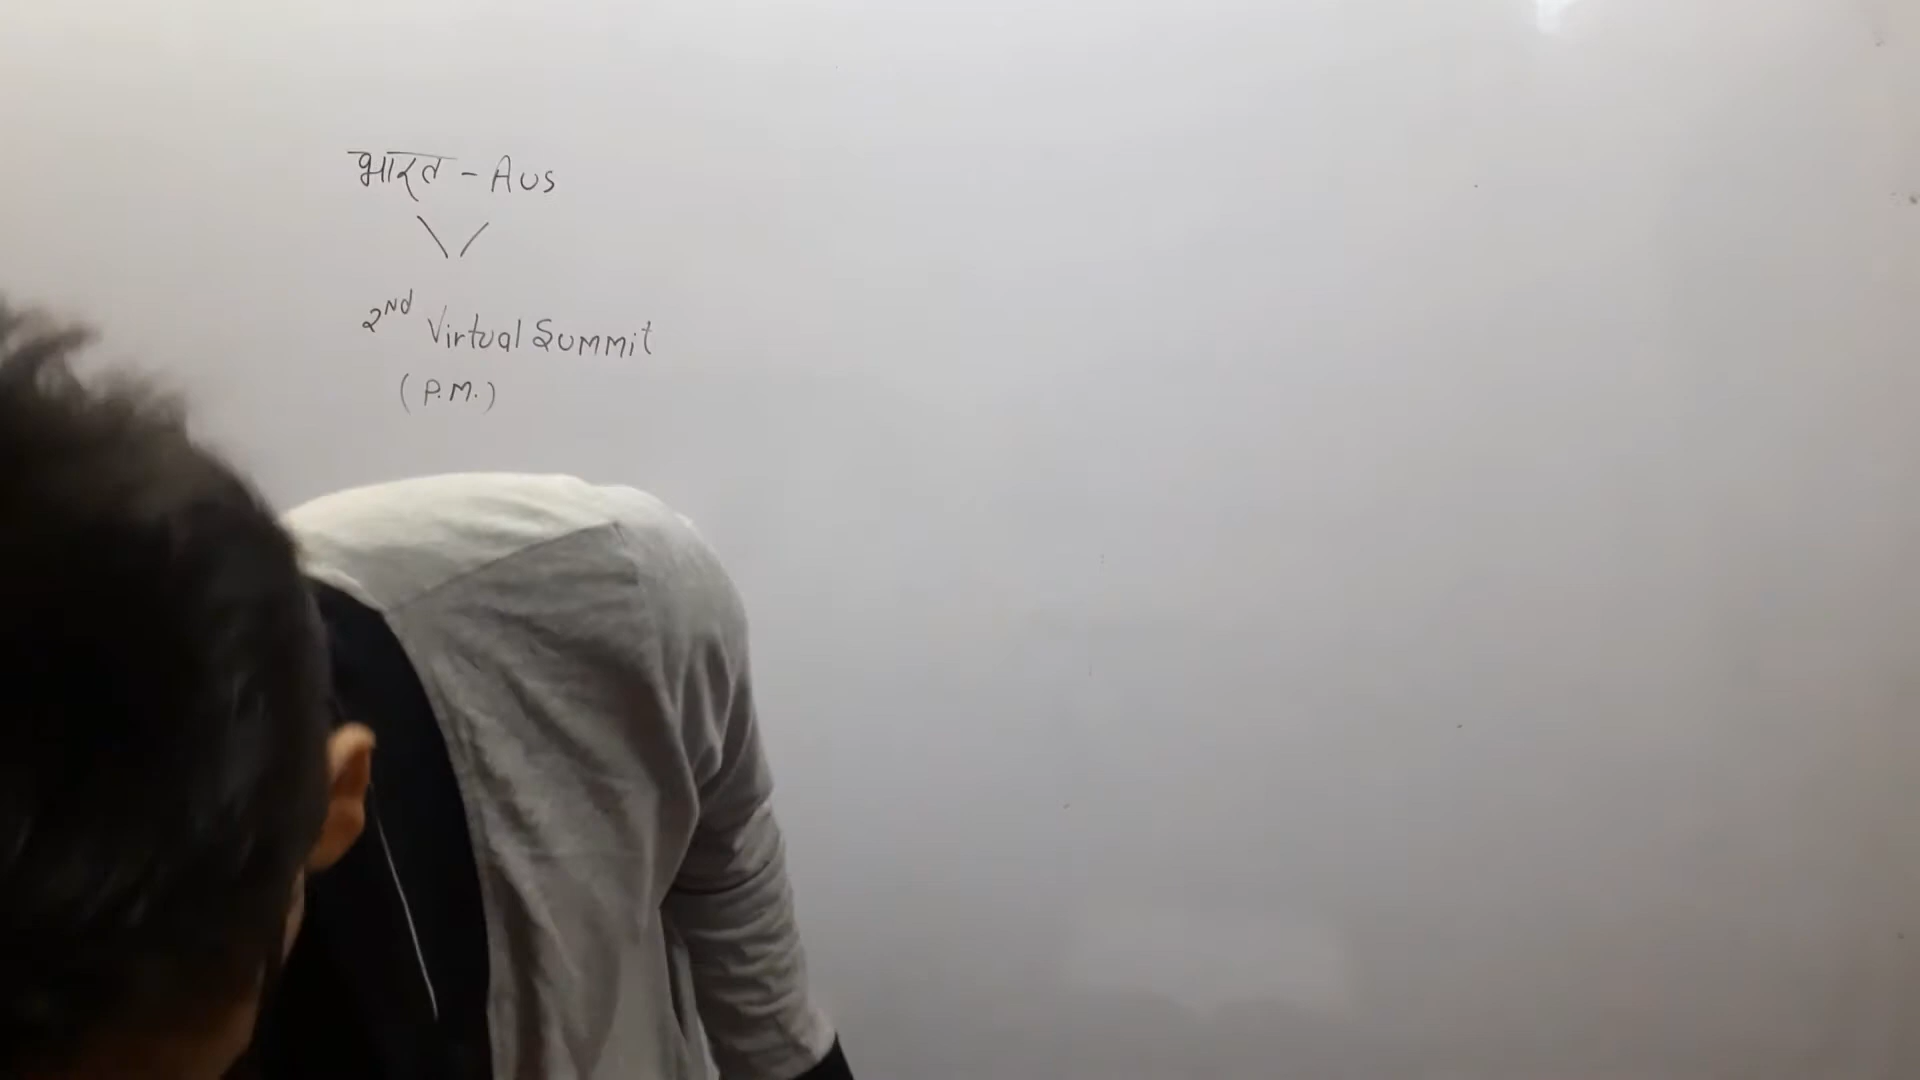 भारत - Aus
2nd Virtual Summit
(P.M.)